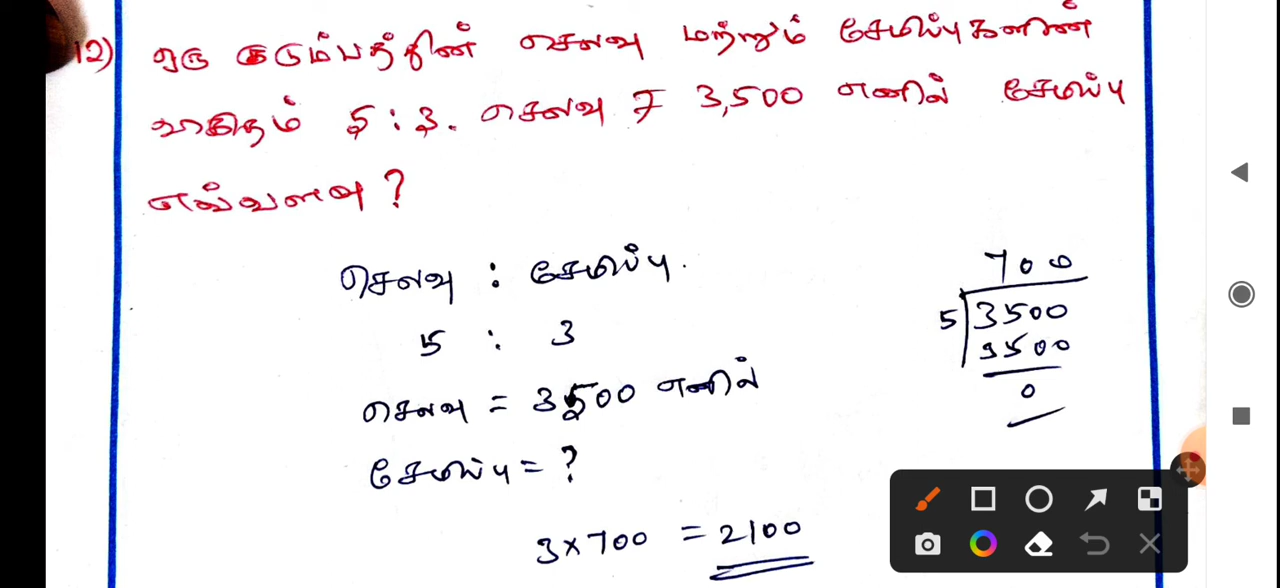 12) ஒரு குடும்பத்தின் செலவு மற்றும் சேமிப்புகளின்
விகிதம் 5 : 3. செலவு ₹ 3,500 எனில் சேமிப்பு
எவ்வளவு ?
செலவு : சேமிப்பு.
5 : 3
செலவு = 3500 எனில்
சேமிப்பு = ?
3 × 700 = 2100
700
5 3500
3500
0